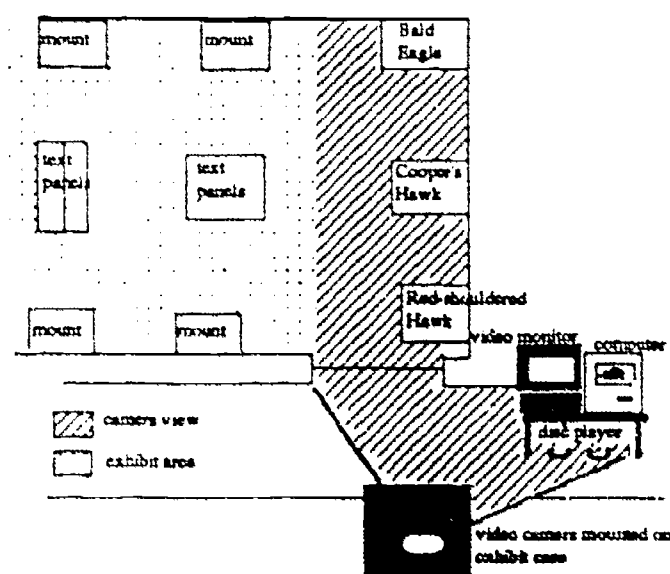 mount
mount
Bald
Eagle
text
panels
text
panels
Cooper's
Hawk
Red-shouldered
Hawk
mount
mount
video monitor
computer
disc player
camera view
exhibit area
video camera mounted on
exhibit case